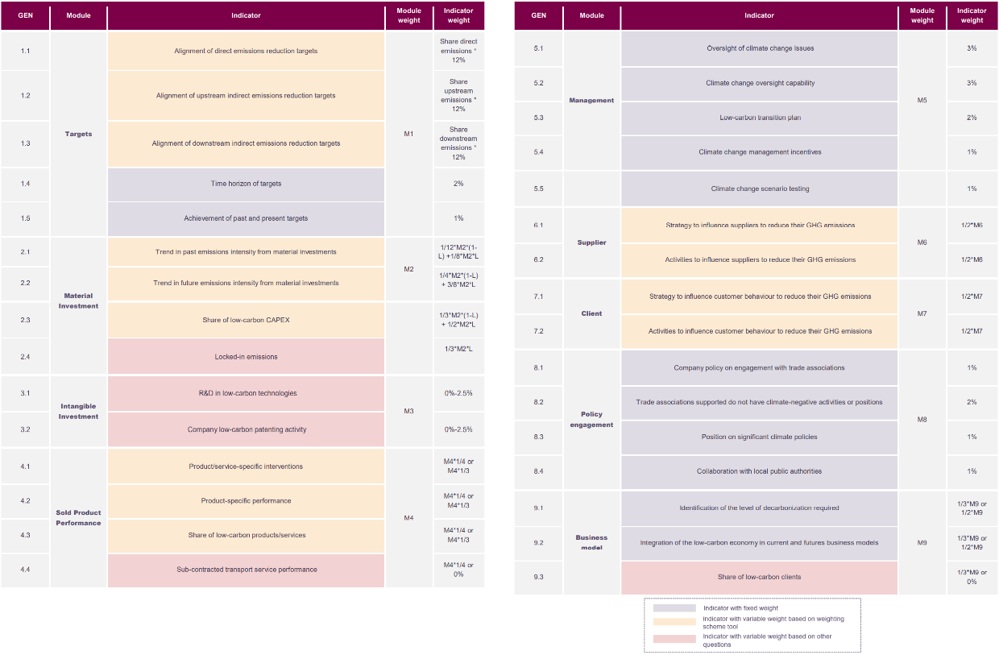 GEN Module Indicator Module weight Indicator weight
1.1 Alignment of direct emissions reduction targets Share direct emissions * 12%
1.2 Alignment of upstream indirect emissions reduction targets Share upstream emissions * 12%
Targets M1
1.3 Alignment of downstream indirect emissions reduction targets Share downstream emissions * 12%
1.4 Time horizon of targets 2%
1.5 Achievement of past and present targets 1%
2.1 Trend in past emissions intensity from material investments 1/12*M2*(1-L) +1/8*M2*L
M2
2.2 Trend in future emissions intensity from material investments 1/4*M2*(1-L) + 3/8*M2*L
Material Investment
2.3 Share of low-carbon CAPEX 1/3*M2*(1-L) + 1/2*M2*L
2.4 Locked-in emissions 1/3*M2*L
3.1 R&D in low-carbon technologies 0%-2.5%
Intangible Investment M3
3.2 Company low-carbon patenting activity 0%-2.5%
4.1 Product/service-specific interventions M4*1/4 or M4*1/3
4.2 Product-specific performance M4*1/4 or M4*1/3
Sold Product Performance M4
4.3 Share of low-carbon products/services M4*1/4 or M4*1/3
4.4 Sub-contracted transport service performance M4*1/4 or 0%
GEN Module Indicator Module weight Indicator weight
5.1 Oversight of climate change issues 3%
5.2 Climate change oversight capability 3%
Management M5
5.3 Low-carbon transition plan 2%
5.4 Climate change management incentives 1%
5.5 Climate change scenario testing 1%
6.1 Strategy to influence suppliers to reduce their GHG emissions 1/2*M6
Supplier M6
6.2 Activities to influence suppliers to reduce their GHG emissions 1/2*M6
7.1 Strategy to influence customer behaviour to reduce their GHG emissions 1/2*M7
Client M7
7.2 Activities to influence customer behaviour to reduce their GHG emissions 1/2*M7
8.1 Company policy on engagement with trade associations 1%
8.2 Trade associations supported do not have climate-negative activities or positions 2%
Policy engagement M8
8.3 Position on significant climate policies 1%
8.4 Collaboration with local public authorities 1%
9.1 Identification of the level of decarbonization required 1/3*M9 or 1/2*M9
9.2 Business model Integration of the low-carbon economy in current and futures business models M9 1/3*M9 or 1/2*M9
9.3 Share of low-carbon clients 1/3*M9 or 0%
Indicator with fixed weight
Indicator with variable weight based on weighting
scheme tool
Indicator with variable weight based on other
questions